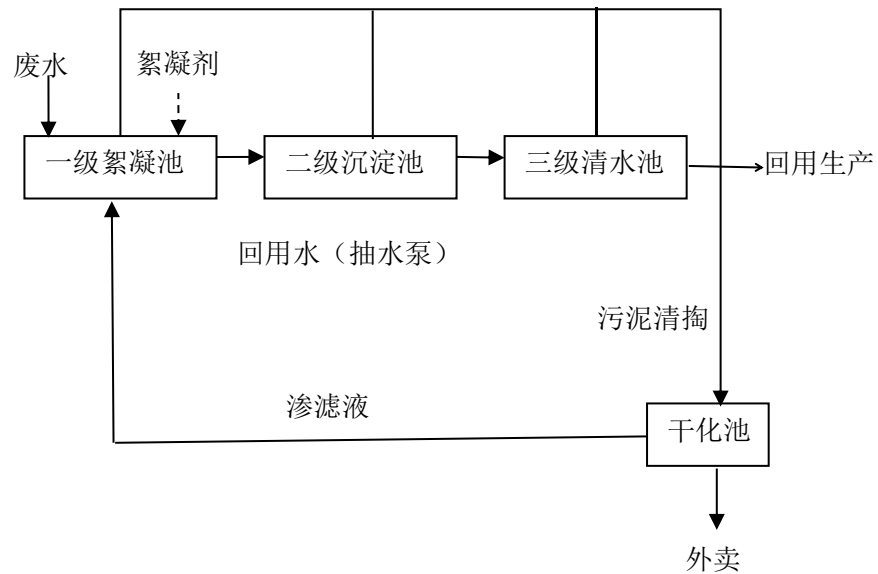 废水
絮凝剂
一级絮凝池
二级沉淀池
三级清水池
回用生产
回用水（抽水泵）
污泥清掏
渗滤液
干化池
外卖